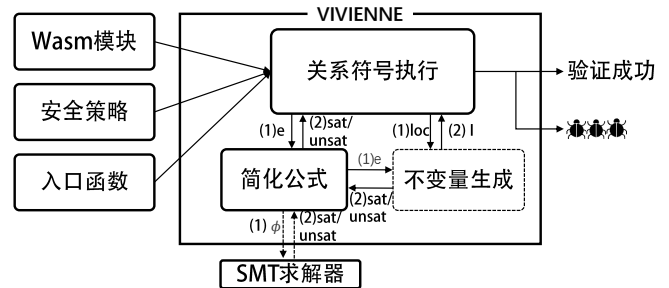 VIVIENNE
Wasm模块
安全策略
入口函数
关系符号执行
验证成功
(1)e
(2)sat/
unsat
(1)loc
(2) I
简化公式
(1)e
(2)sat/
unsat
不变量生成
(1) ϕ
(2)sat/
unsat
SMT求解器